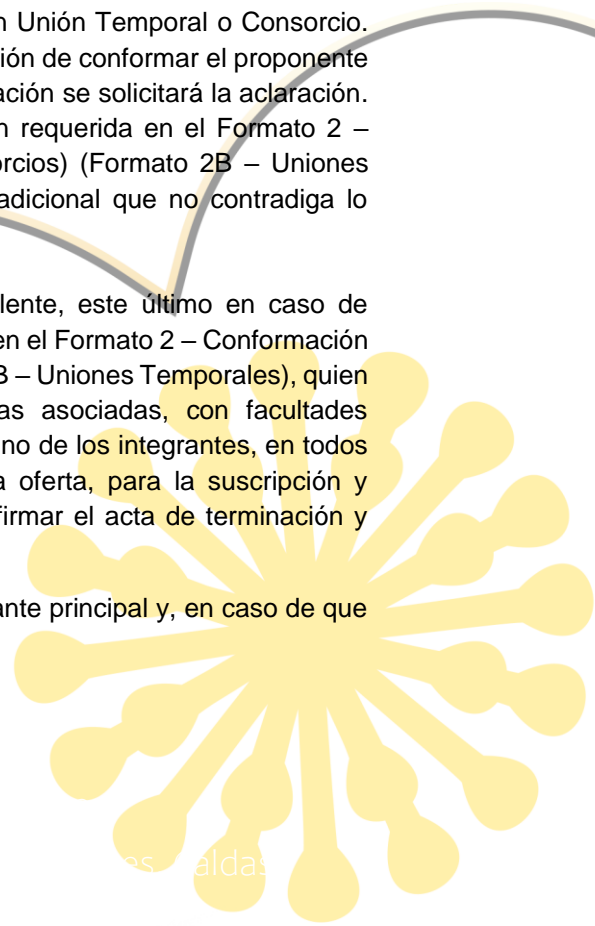 n Unión Temporal o Consorcio.
ión de conformar el proponente
ación se solicitará la aclaración.
n requerida en el Formato 2 –
orcios) (Formato 2B – Uniones
adicional que no contradiga lo
lente, este último en caso de
en el Formato 2 – Conformación
B – Uniones Temporales), quien
as asociadas, con facultades
no de los integrantes, en todos
a oferta, para la suscripción y
firmar el acta de terminación y
ante principal y, en caso de que
es, Caldas